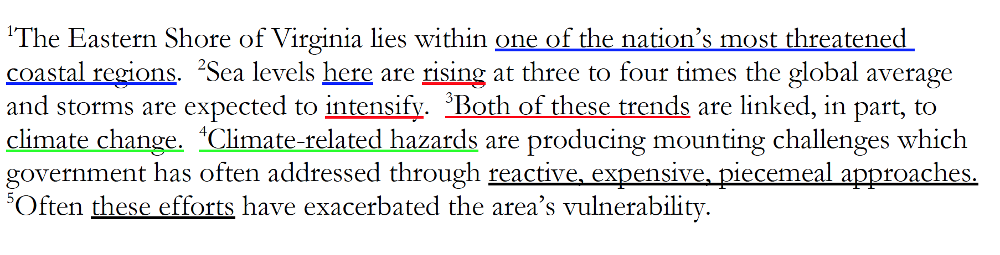 ¹The Eastern Shore of Virginia lies within one of the nation’s most threatened
coastal regions. ²Sea levels here are rising at three to four times the global average
and storms are expected to intensify. ³Both of these trends are linked, in part, to
climate change. ⁴Climate-related hazards are producing mounting challenges which
government has often addressed through reactive, expensive, piecemeal approaches.
⁵Often these efforts have exacerbated the area’s vulnerability.